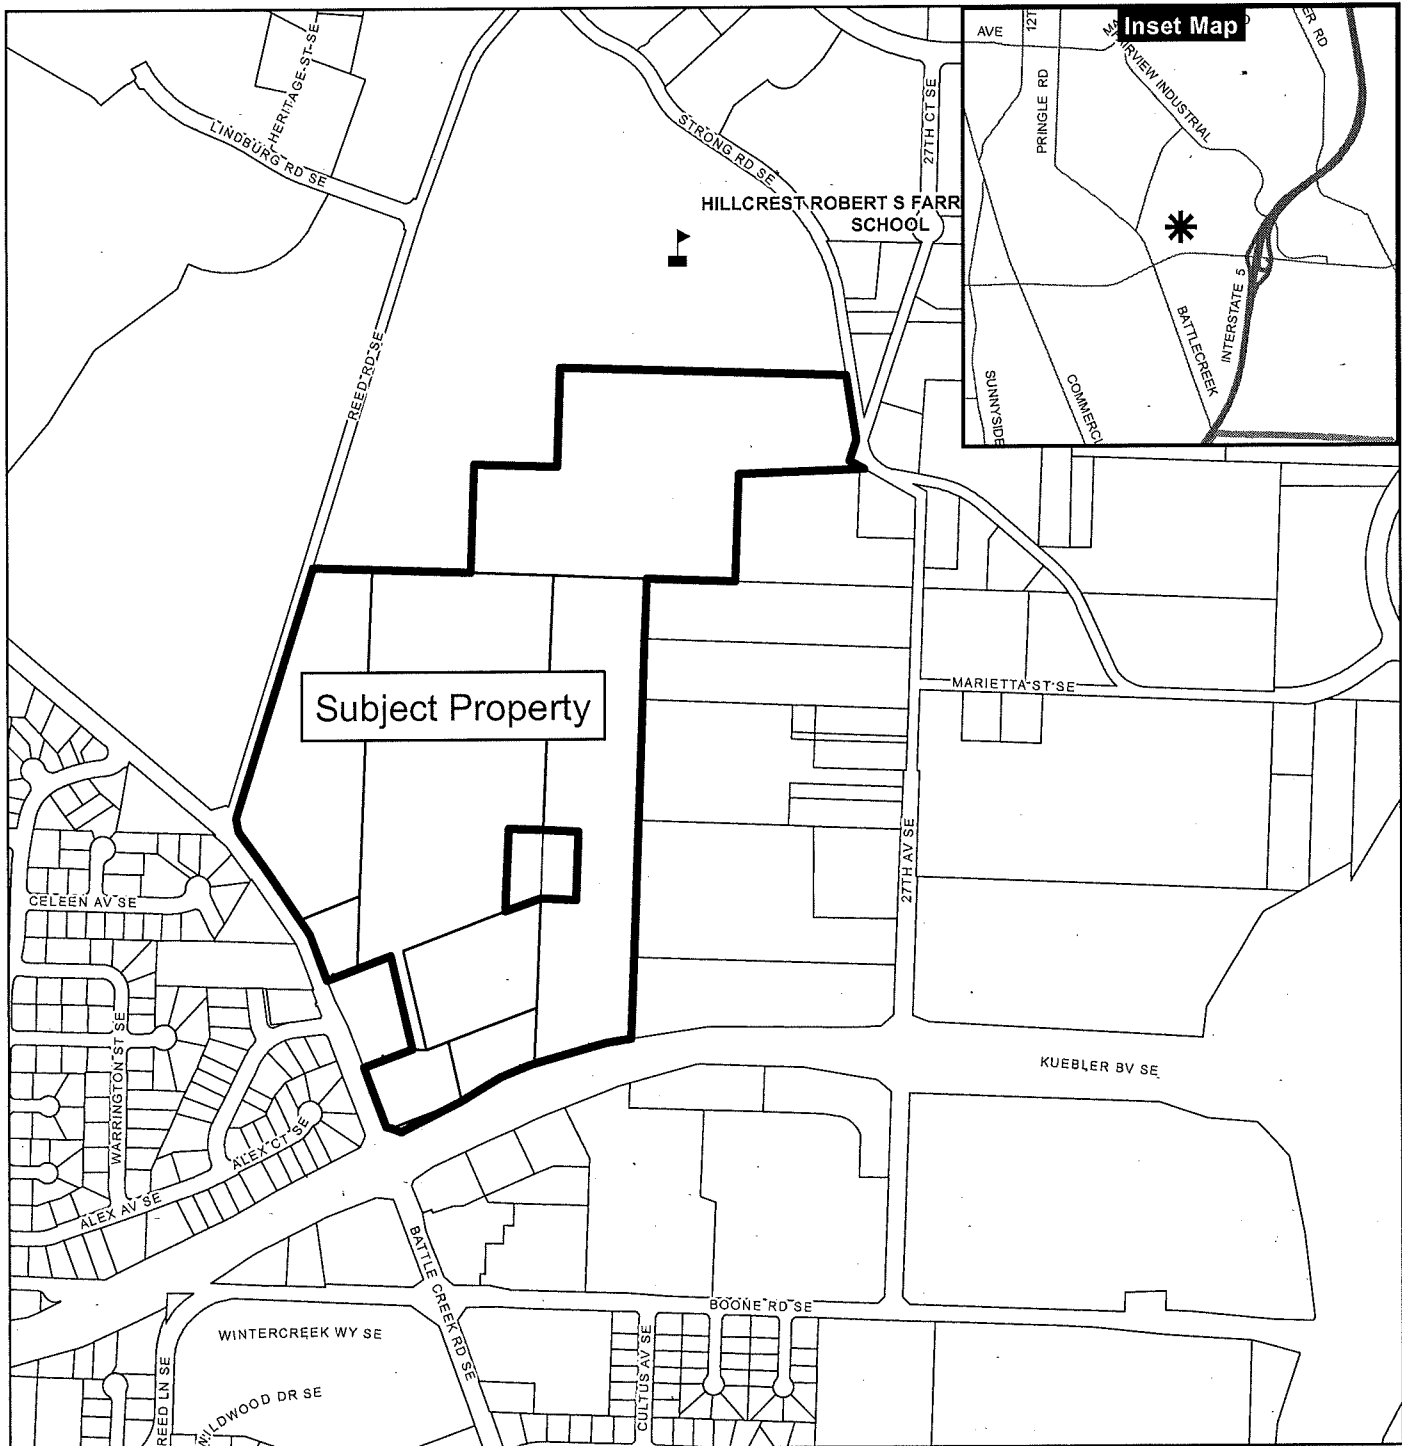 Inset Map
AVE
12T
PRINGLE RD
FAIRVIEW INDUSTRIAL
ER RD
INTERSTATE 5
BATTLECREEK
COMMERCI
SUNNYSIDE
HERITAGE ST SE
LINDBURG RD SE
STRONG RD SE
27TH CT SE
HILLCREST ROBERT S FARR
SCHOOL
REED RD SE
Subject Property
MARIETTA ST SE
27TH AV SE
CELEEN AV SE
WARRINGTON ST SE
ALEX CT SE
ALEX AV SE
KUEBLER BV SE
BATTLE CREEK RD SE
BOONE RD SE
WINTERCREEK WY SE
REED LN SE
WILDWOOD DR SE
CULTUS AV SE